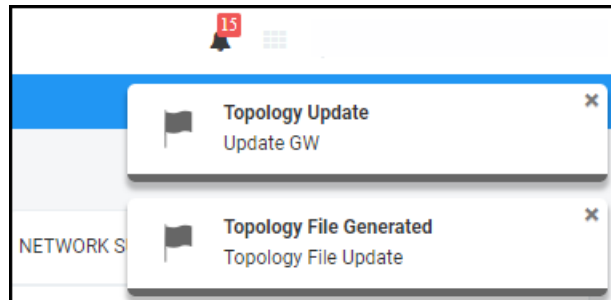 15
Topology Update
Update GW
Topology File Generated
NETWORK S
Topology File Update